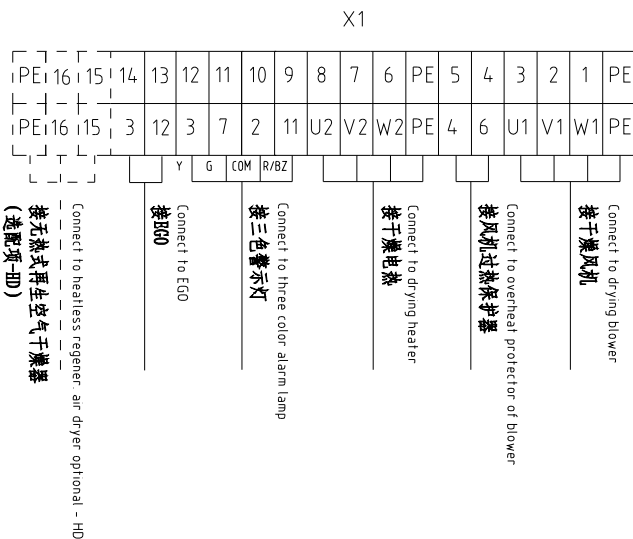 X1
PE 16 15 14 13 12 11 10 9 8 7 6 PE 5 4 3 2 1 PE
PE 16 15 3 12 3 7 2 11 U2 V2 W2 PE 4 6 U1 V1 W1 PE
Y G COM R/BZ
Connect to heatless regener. air dryer optional - HD
接无热式再生空气干燥器
(选配项-HD)
Connect to EGO
接EGO
Connect to three color alarm lamp
接三色警示灯
Connect to drying heater
接干燥电热
Connect to overheat protector of blower
接风机过热保护器
Connect to drying blower
接干燥风机